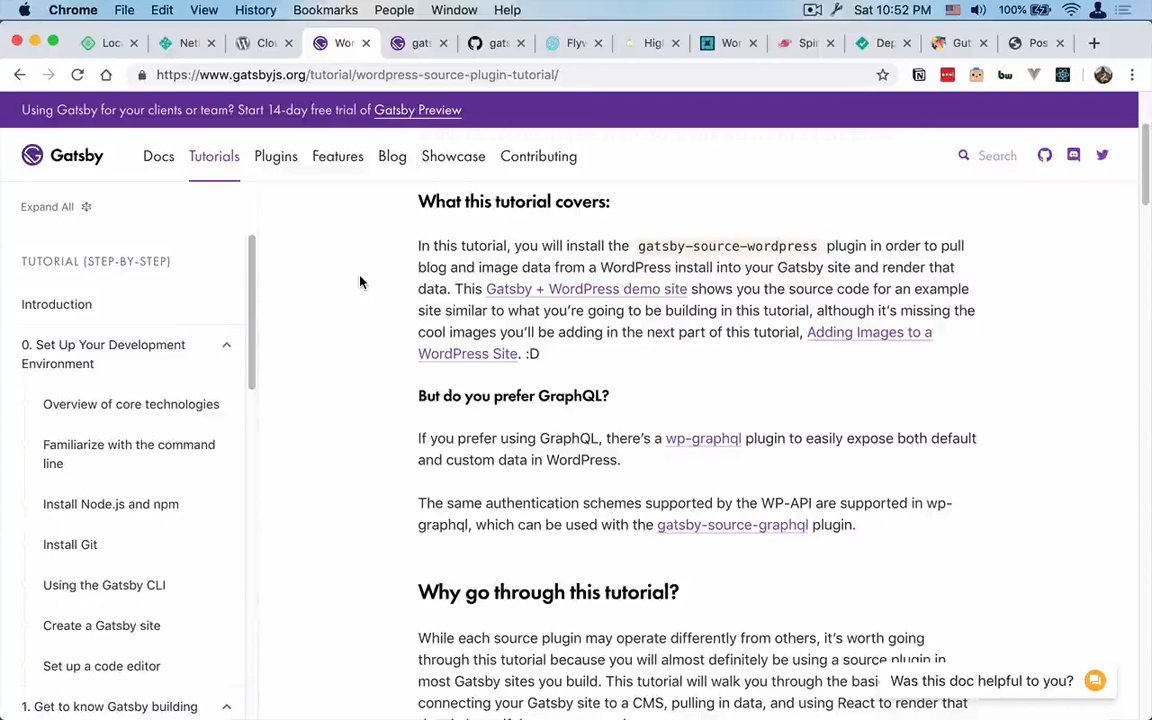 Chrome File Edit View History Bookmarks People Window Help Sat 10:52 PM 100%
Loc Netl Clo Wor gats gats Flyw High Wor Spir Dep Gut Pos
https://www.gatsbyjs.org/tutorial/wordpress-source-plugin-tutorial/ bw
Using Gatsby for your clients or team? Start 14-day free trial of Gatsby Preview
Gatsby Docs Tutorials Plugins Features Blog Showcase Contributing Search
Expand All
TUTORIAL (STEP-BY-STEP)
Introduction
0. Set Up Your Development
Environment
Overview of core technologies
Familiarize with the command
line
Install Node.js and npm
Install Git
Using the Gatsby CLI
Create a Gatsby site
Set up a code editor
1. Get to know Gatsby building
What this tutorial covers:
In this tutorial, you will install the gatsby-source-wordpress plugin in order to pull
blog and image data from a WordPress install into your Gatsby site and render that
data. This Gatsby + WordPress demo site shows you the source code for an example
site similar to what you’re going to be building in this tutorial, although it’s missing the
cool images you’ll be adding in the next part of this tutorial, Adding Images to a
WordPress Site. :D
But do you prefer GraphQL?
If you prefer using GraphQL, there’s a wp-graphql plugin to easily expose both default
and custom data in WordPress.
The same authentication schemes supported by the WP-API are supported in wp-
graphql, which can be used with the gatsby-source-graphql plugin.
Why go through this tutorial?
While each source plugin may operate differently from others, it’s worth going
through this tutorial because you will almost definitely be using a source plugin in
most Gatsby sites you build. This tutorial will walk you through the basi
connecting your Gatsby site to a CMS, pulling in data, and using React to render that
Was this doc helpful to you?